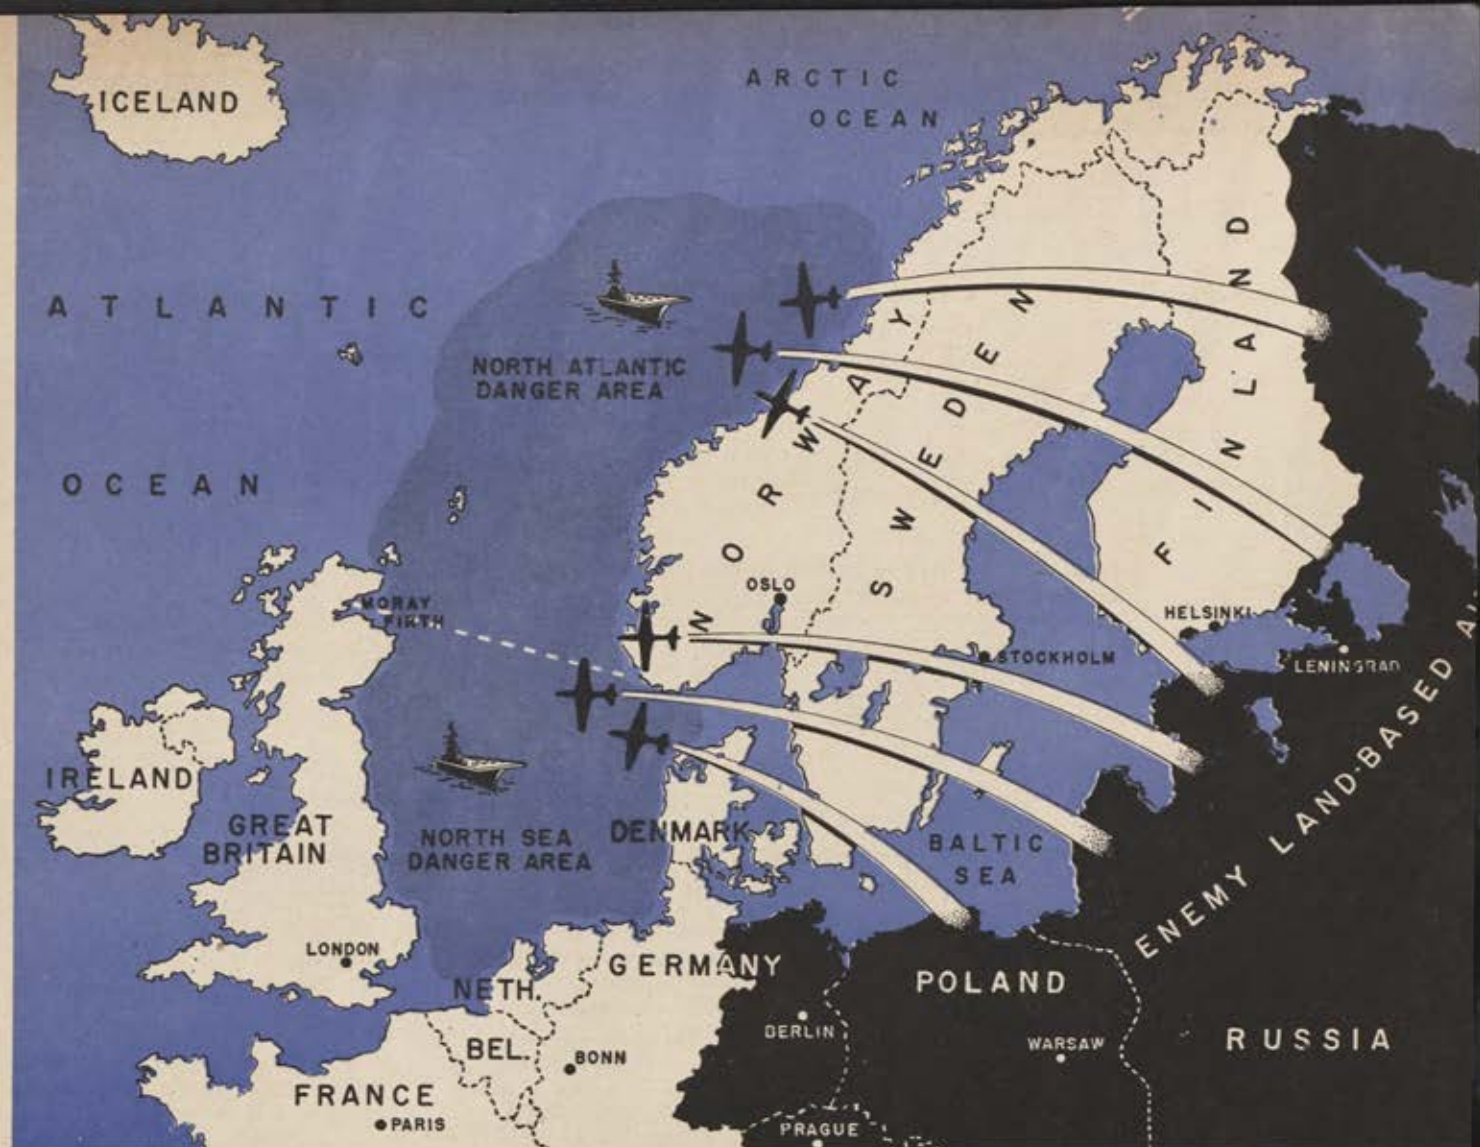 ICELAND
ARCTIC
OCEAN
ATLANTIC
OCEAN
NORTH ATLANTIC
DANGER AREA
NORWAY
SWEDEN
FINLAND
OSLO
HELSINKI
STOCKHOLM
LENINGRAD
MORAY
FIRTH
IRELAND
GREAT
BRITAIN
NORTH SEA
DANGER AREA
DENMARK
BALTIC
SEA
ENEMY LAND-BASED
LONDON
NETH.
GERMANY
POLAND
BERLIN
WARSAW
RUSSIA
BEL.
BONN
FRANCE
PARIS
PRAGUE